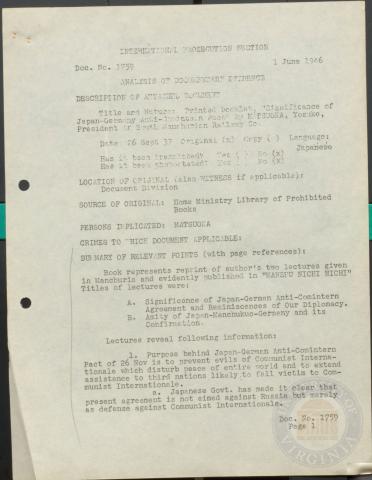 INTERNATIONAL PROSECUTION SECTION
Doc. No. 1759 1 June 1946
ANALYSIS OF DOCUMENTARY EVIDENCE
DESCRIPTION OF ATTACHED DOCUMENT
Title and Nature: Printed Booklet, "Significance of
Japan-Germany Anti-Comintern Pact" by MATSUOKA, Yosuke,
President of South Manchurian Railway Co.
Date: 26 Sept 37 Original (x) Copy ( ) Language:
Japanese
Has it been translated? Yes ( ) No (x)
Has it been photostated? Yes ( ) No (x)
LOCATION OF ORIGINAL (also WITNESS if applicable):
Document Division
SOURCE OF ORIGINAL: Home Ministry Library of Prohibited
Books
PERSONS IMPLICATED: MATSUOKA
CRIMES TO WHICH DOCUMENT APPLICABLE:
SUMMARY OF RELEVANT POINTS (with page references):
Book represents reprint of author's two lectures given
in Manchuria and evidently published in "MANSHU NICHI NICHI"
Titles of lectures were:
A. Significance of Japan-German Anti-Comintern
Agreement and Reminiscences of Our Diplomacy.
B. Amity of Japan-Manchukuo-Germany and its
Confirmation.
Lectures reveal following information:
1. Purpose behind Japan-German Anti-Comintern
Pact of 26 Nov is to prevent evils of Communist Interna-
tionale which disturb peace of entire world and to extend
assistance to third nations likely to fall victim to Com-
munist Internationale.
a. Japanese Govt. has made it clear that
present agreement is not aimed against Russia but merely
as defense against Communist Internationale.
Doc. No. 1759
Page 1
VIRGINIA